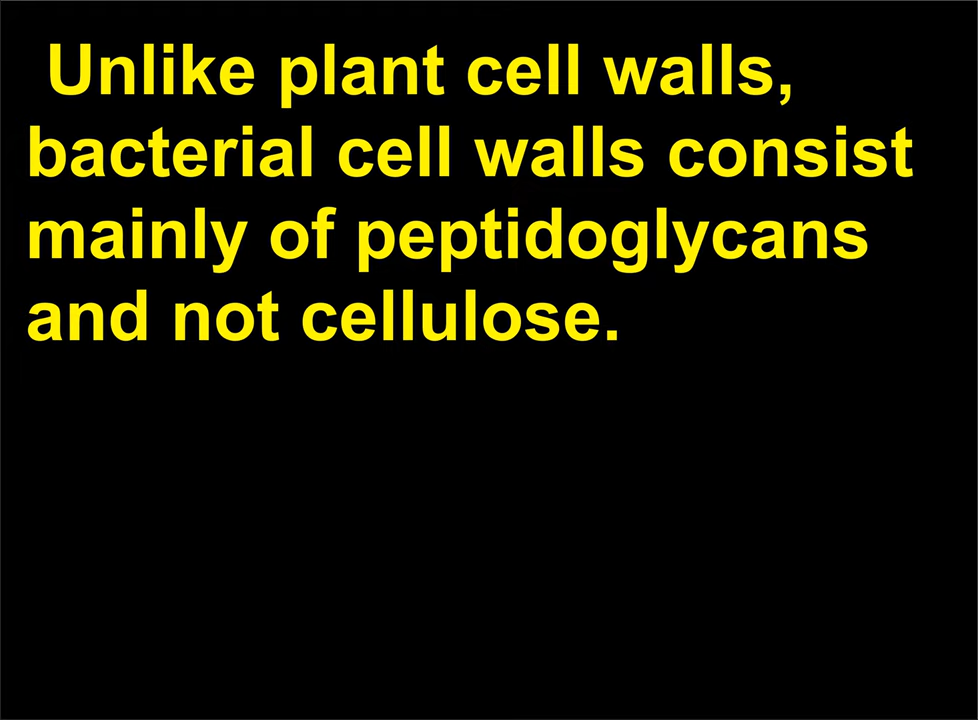 Unlike plant cell walls,
bacterial cell walls consist
mainly of peptidoglycans
and not cellulose.